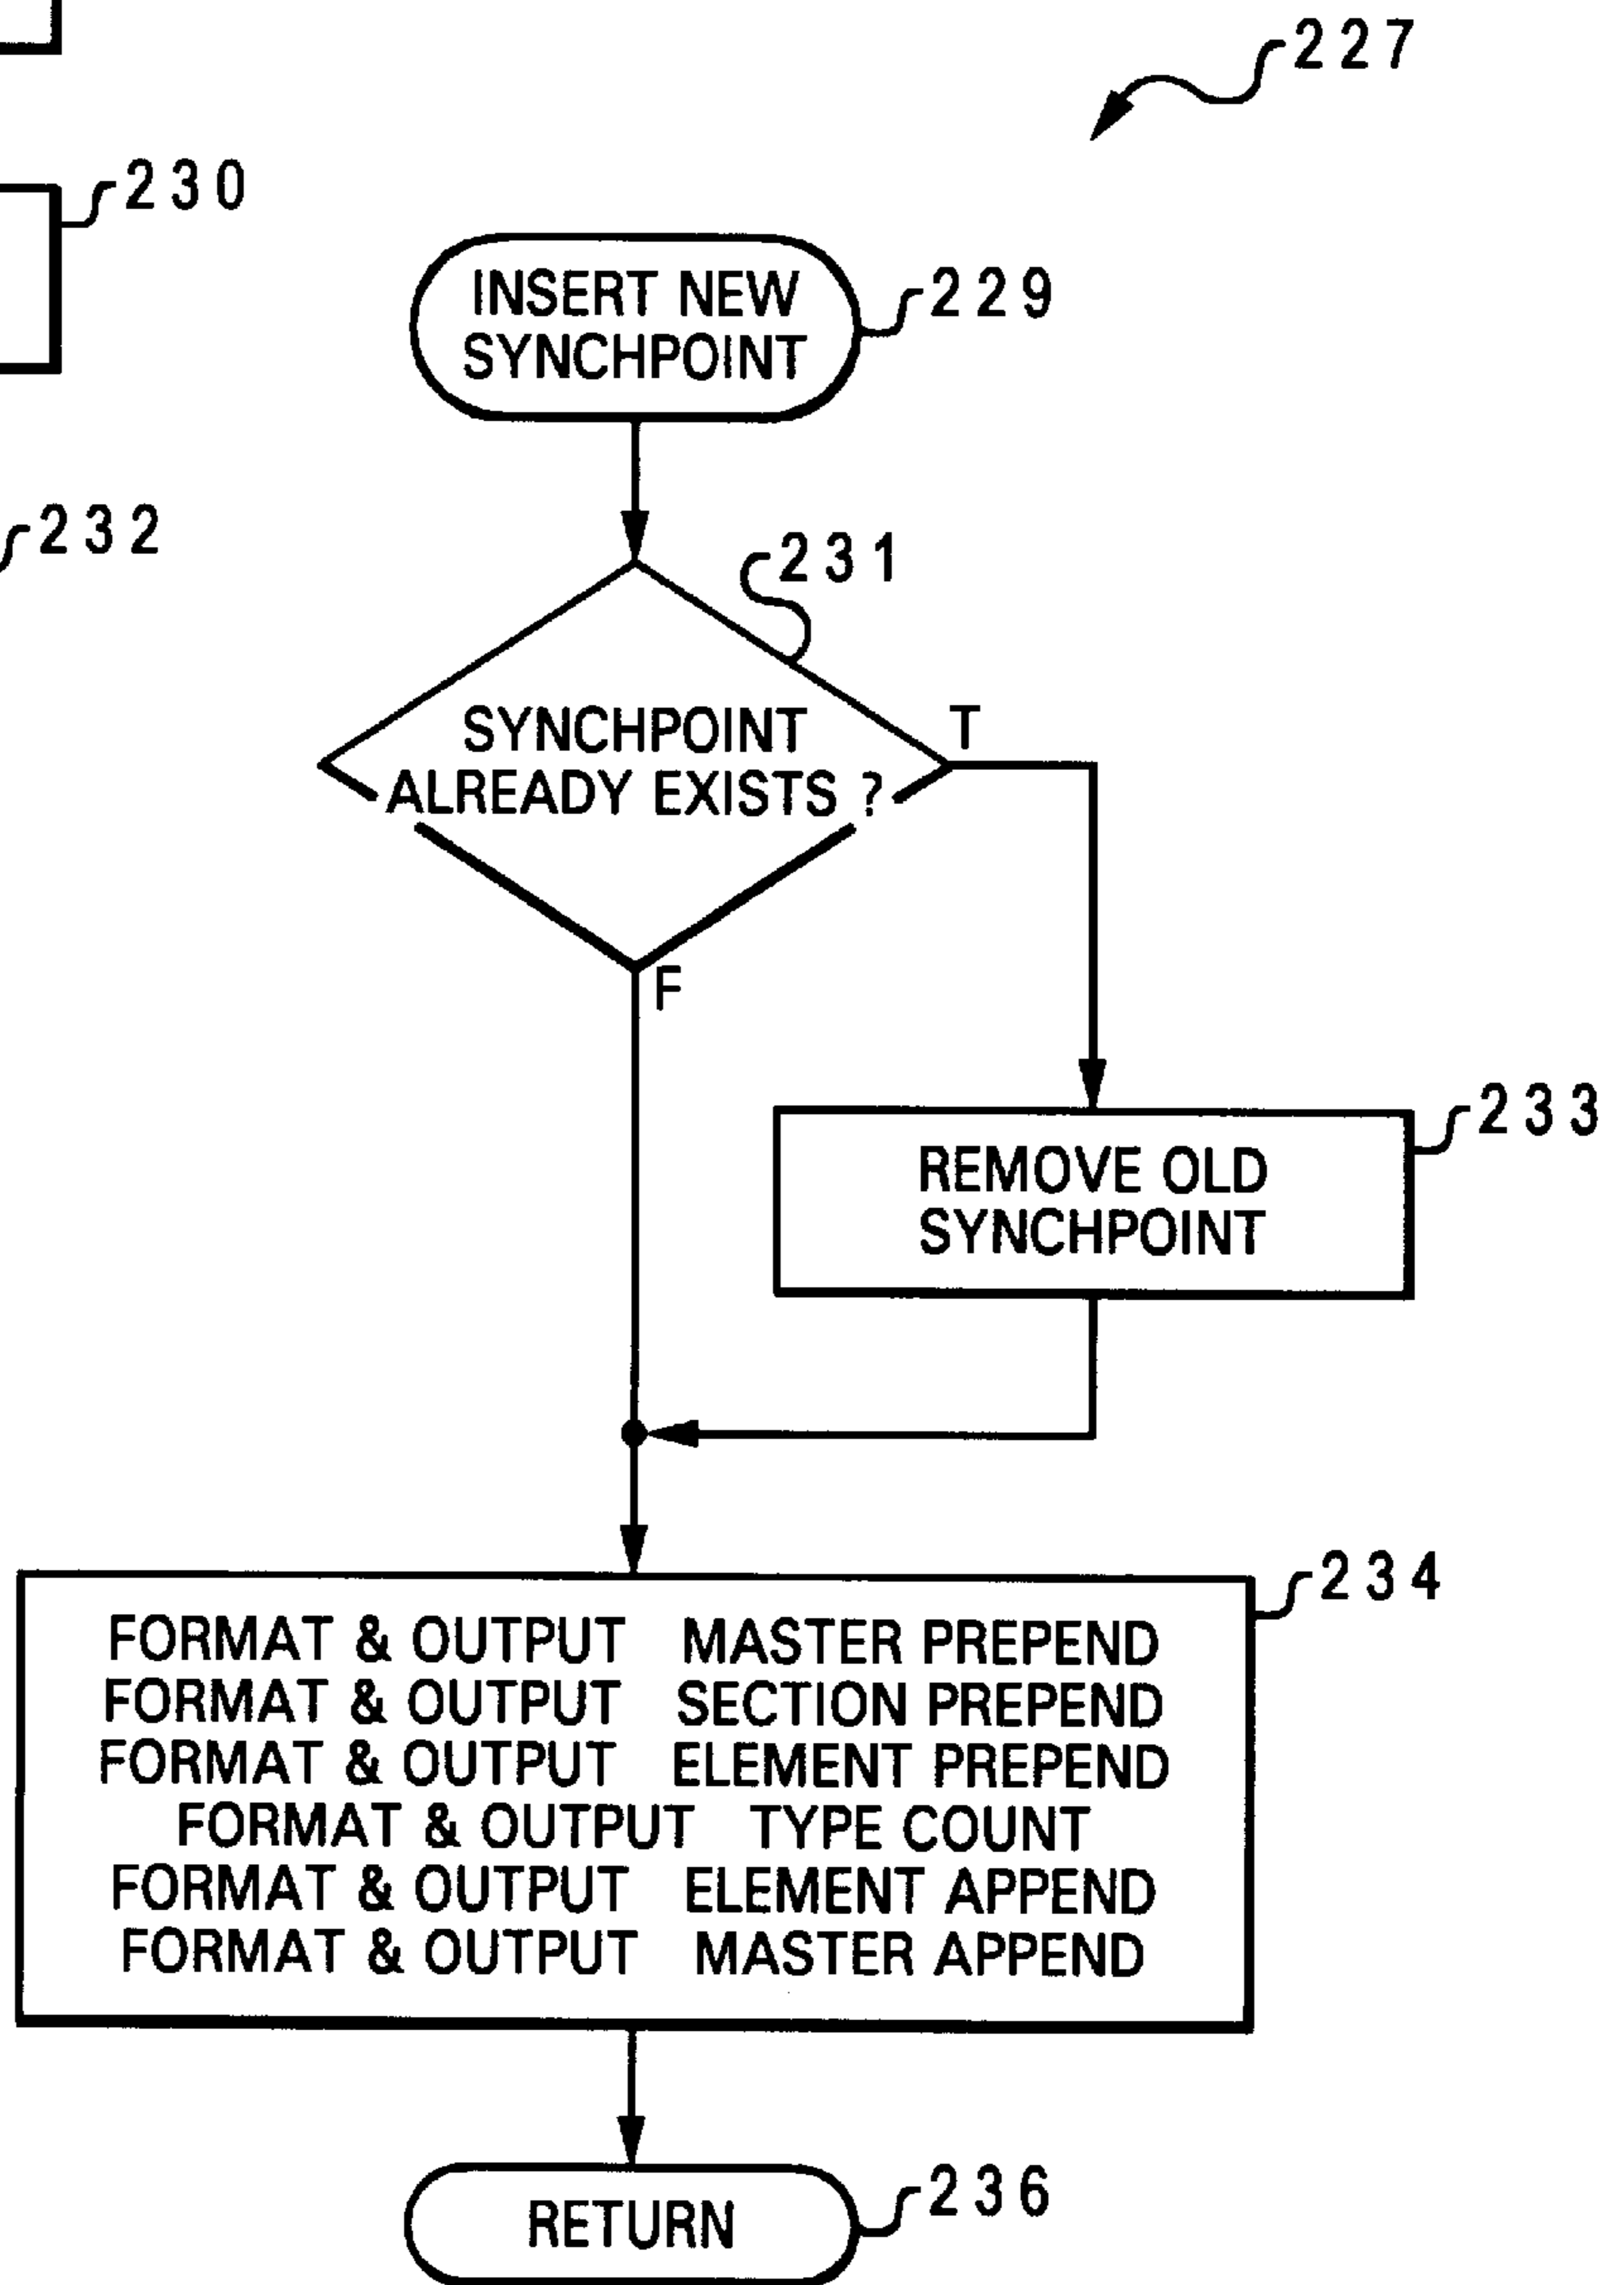 227
230
INSERT NEW
SYNCHPOINT
229
232
231
SYNCHPOINT
ALREADY EXISTS ?
T
F
REMOVE OLD
SYNCHPOINT
233
234
FORMAT & OUTPUT MASTER PREPEND
FORMAT & OUTPUT SECTION PREPEND
FORMAT & OUTPUT ELEMENT PREPEND
FORMAT & OUTPUT TYPE COUNT
FORMAT & OUTPUT ELEMENT APPEND
FORMAT & OUTPUT MASTER APPEND
RETURN
236